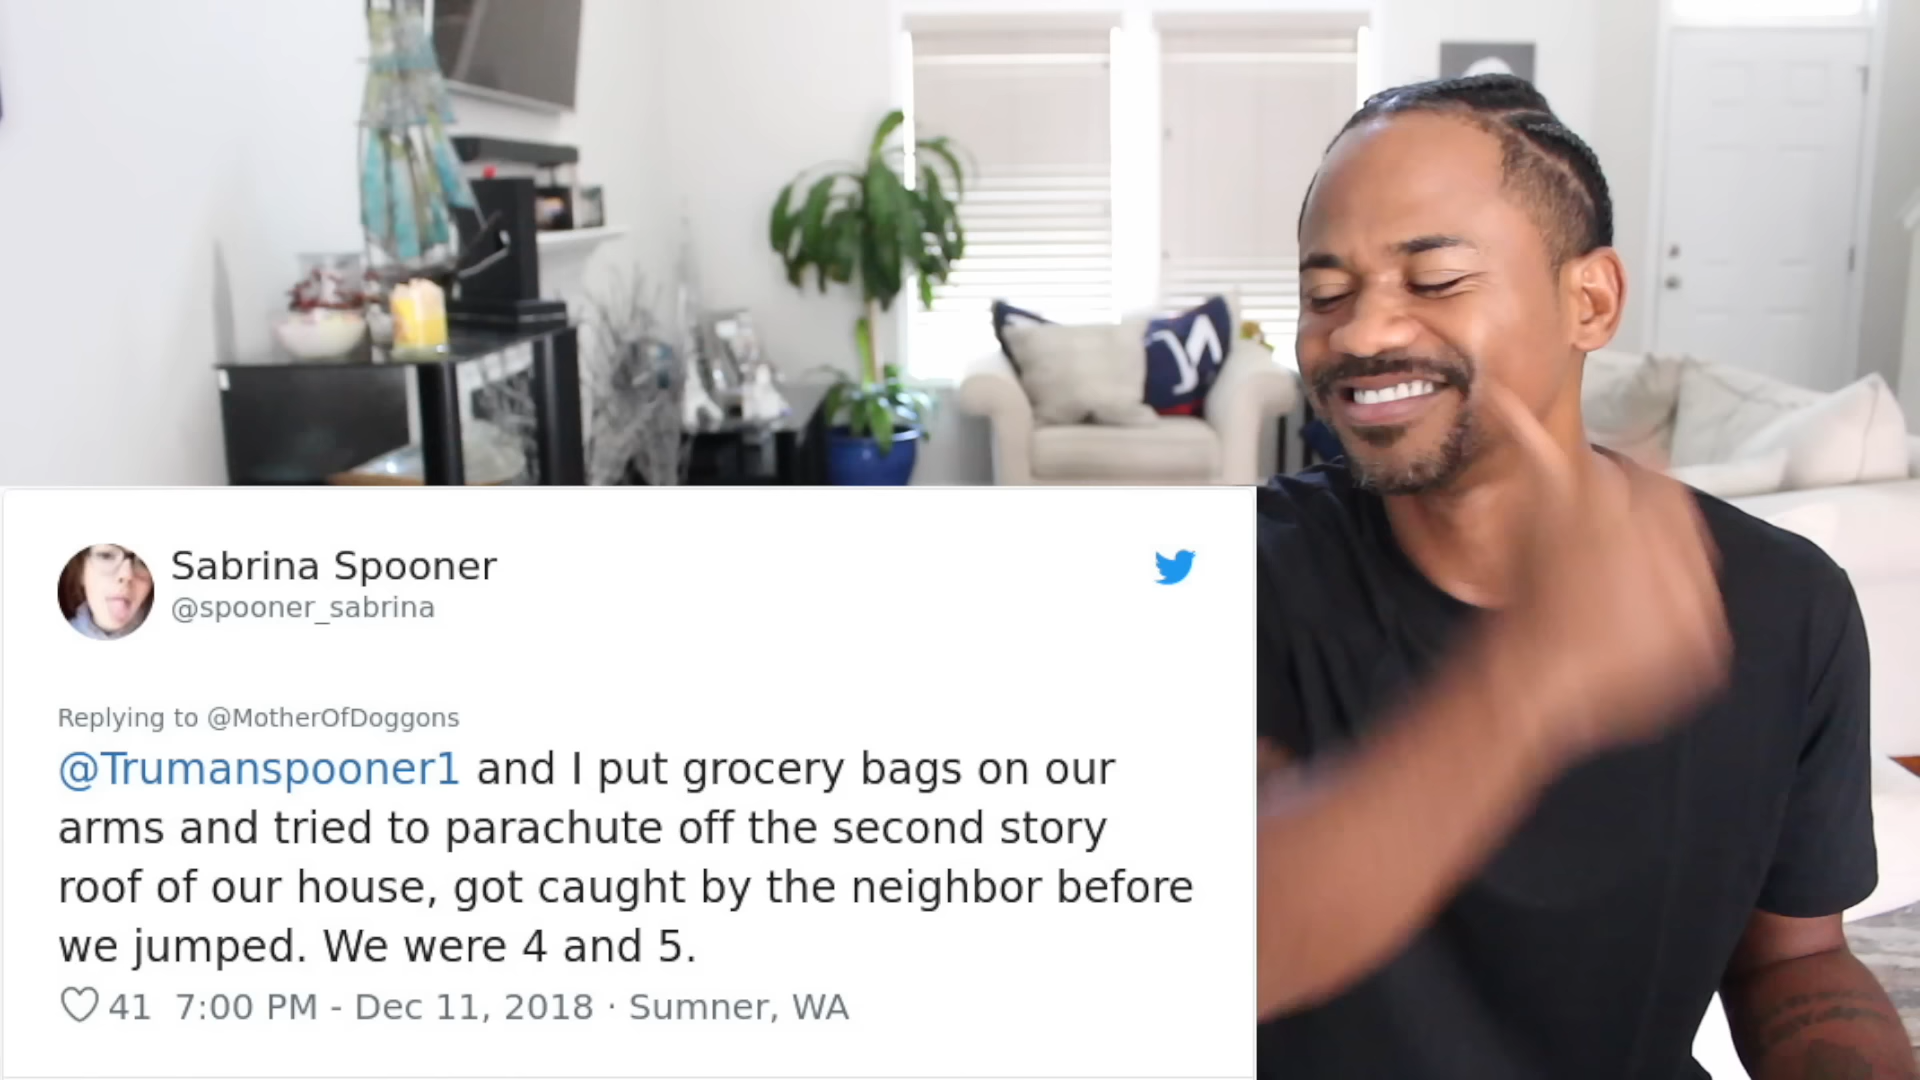 Sabrina Spooner
@spooner_sabrina
Replying to @MotherOfDoggons
@Trumanspooner1 and I put grocery bags on our
arms and tried to parachute off the second story
roof of our house, got caught by the neighbor before
we jumped. We were 4 and 5.
41 7:00 PM - Dec 11, 2018 · Sumner, WA